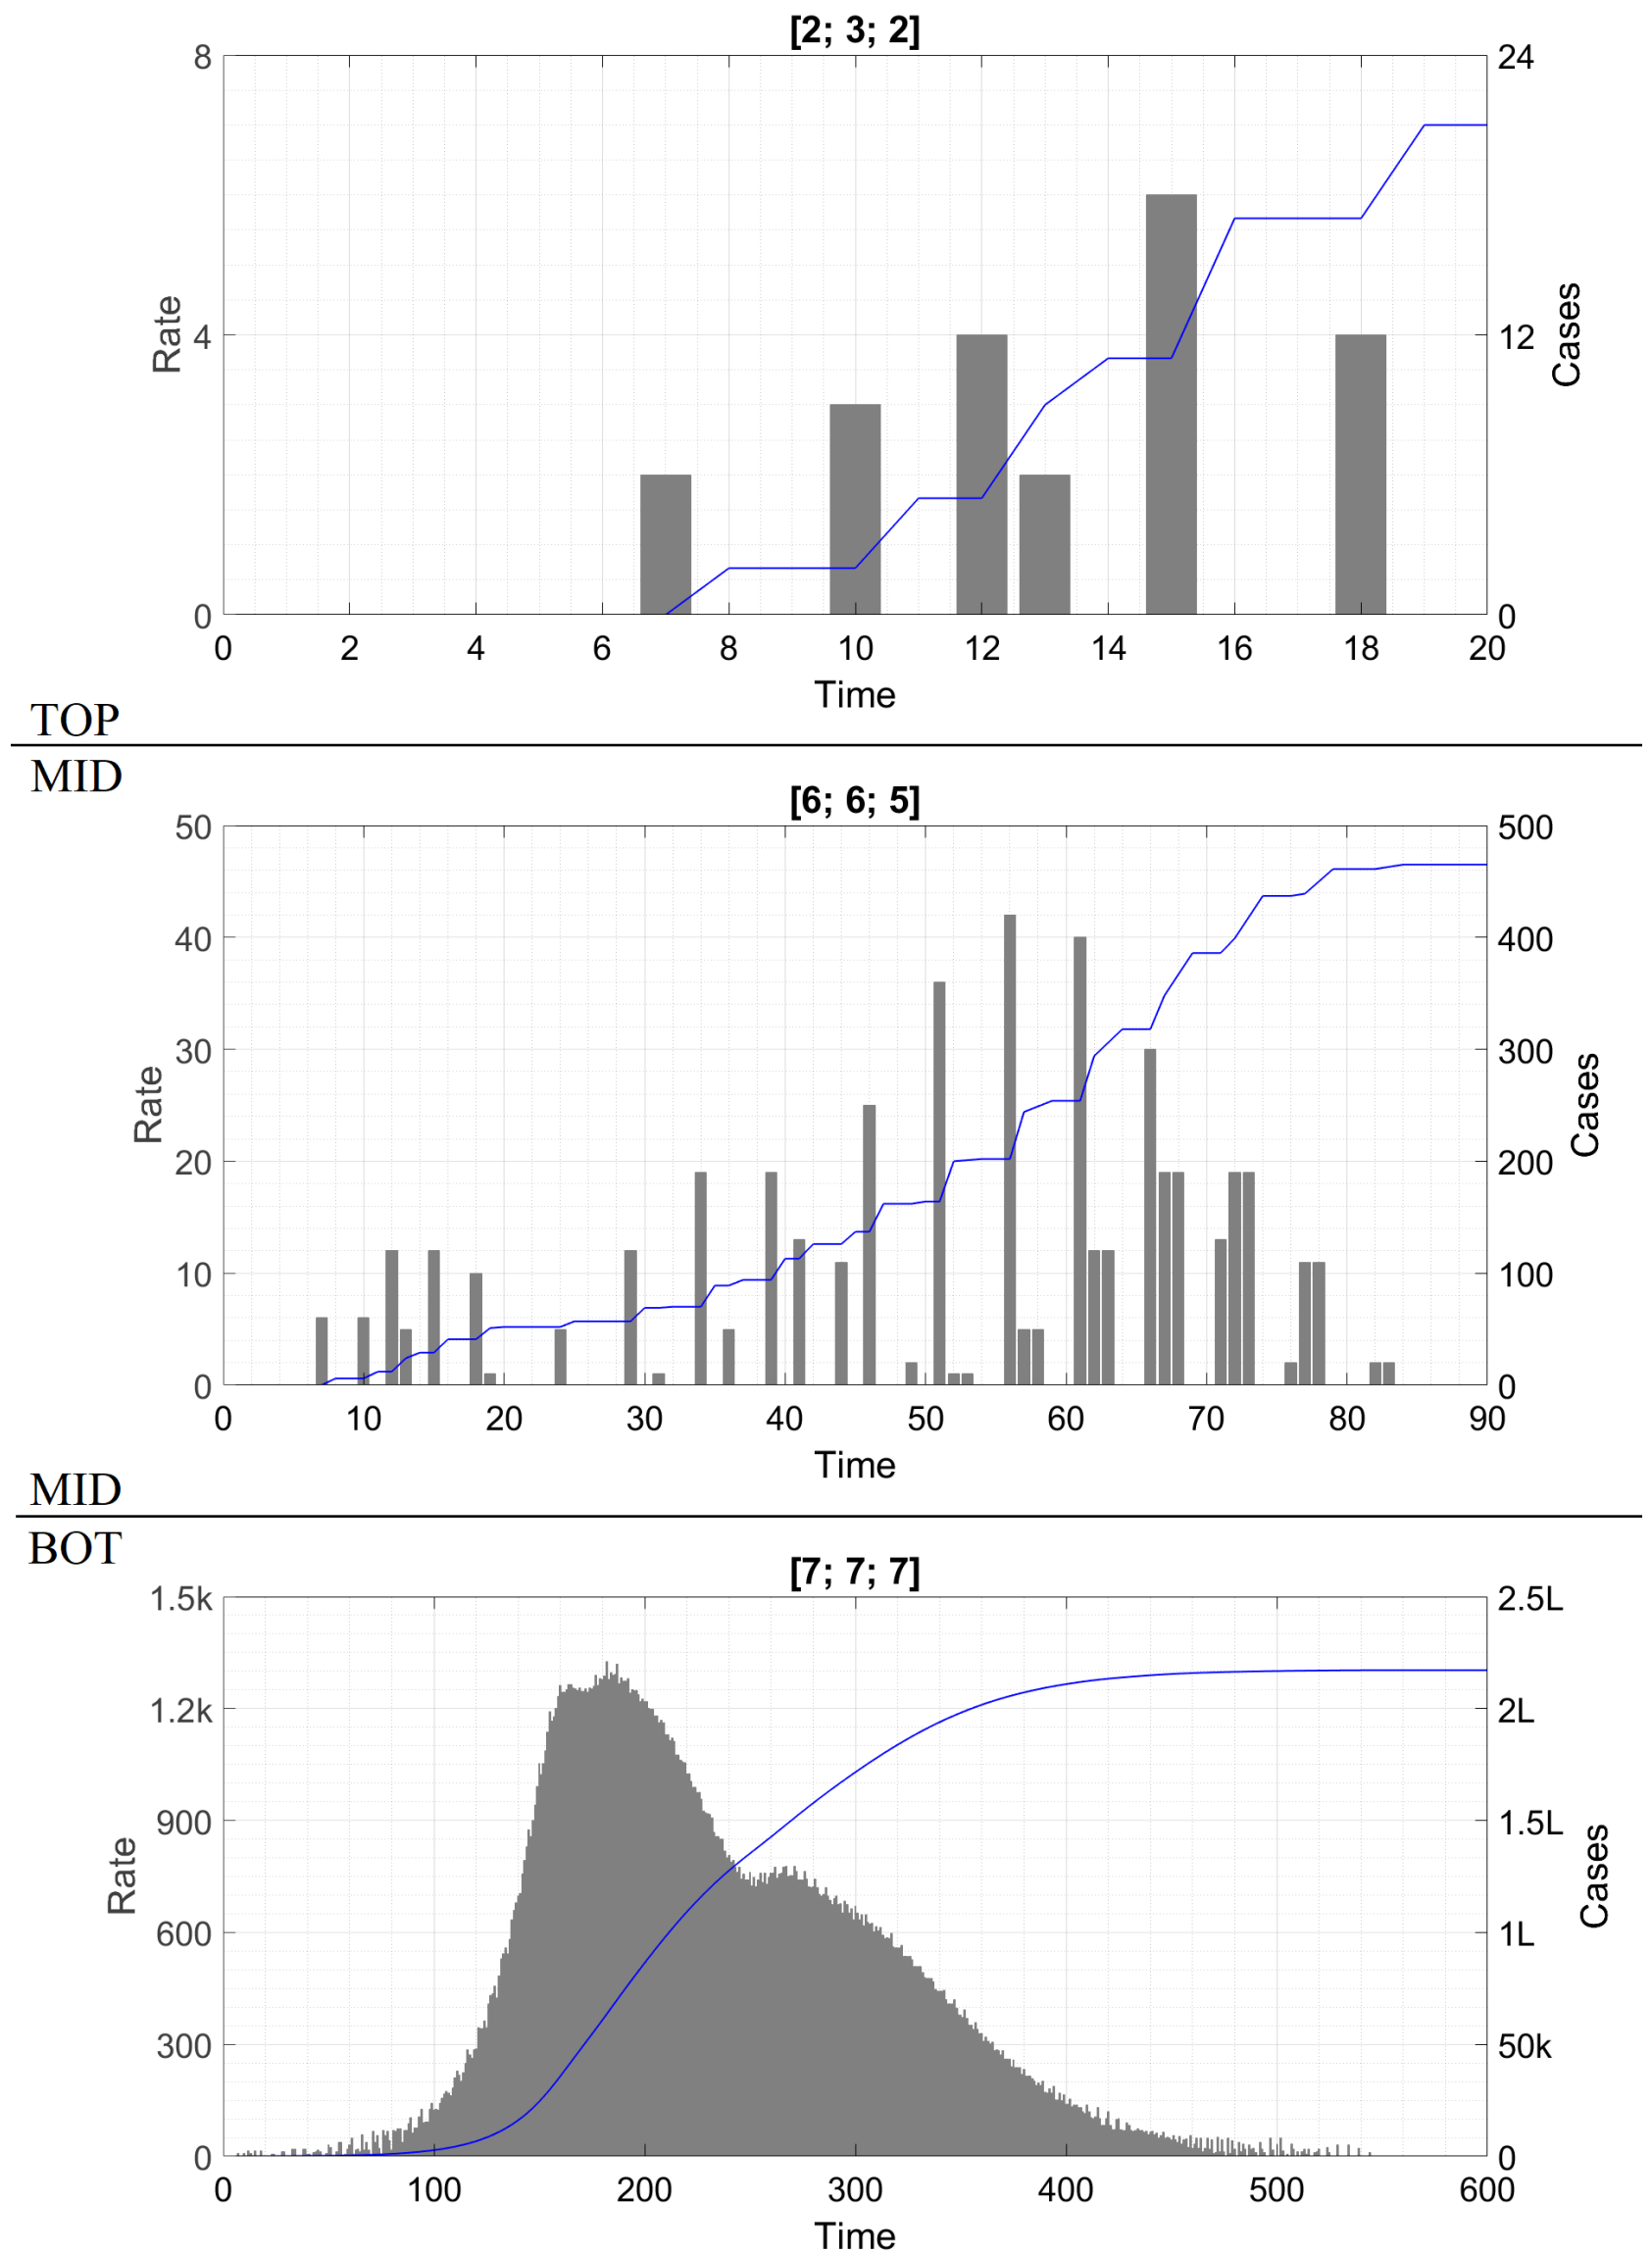 [2; 3; 2]
8 24
Rate
4 12
Cases
0 0
0 2 4 6 8 10 12 14 16 18 20
Time
TOP
MID
[6; 6; 5]
50 500
40 400
30 300
Rate
Cases
20 200
10 100
0 0
0 10 20 30 40 50 60 70 80 90
Time
MID
BOT
[7; 7; 7]
1.5k 2.5L
1.2k 2L
900 1.5L
Rate
Cases
600 1L
300 50k
0 0
0 100 200 300 400 500 600
Time